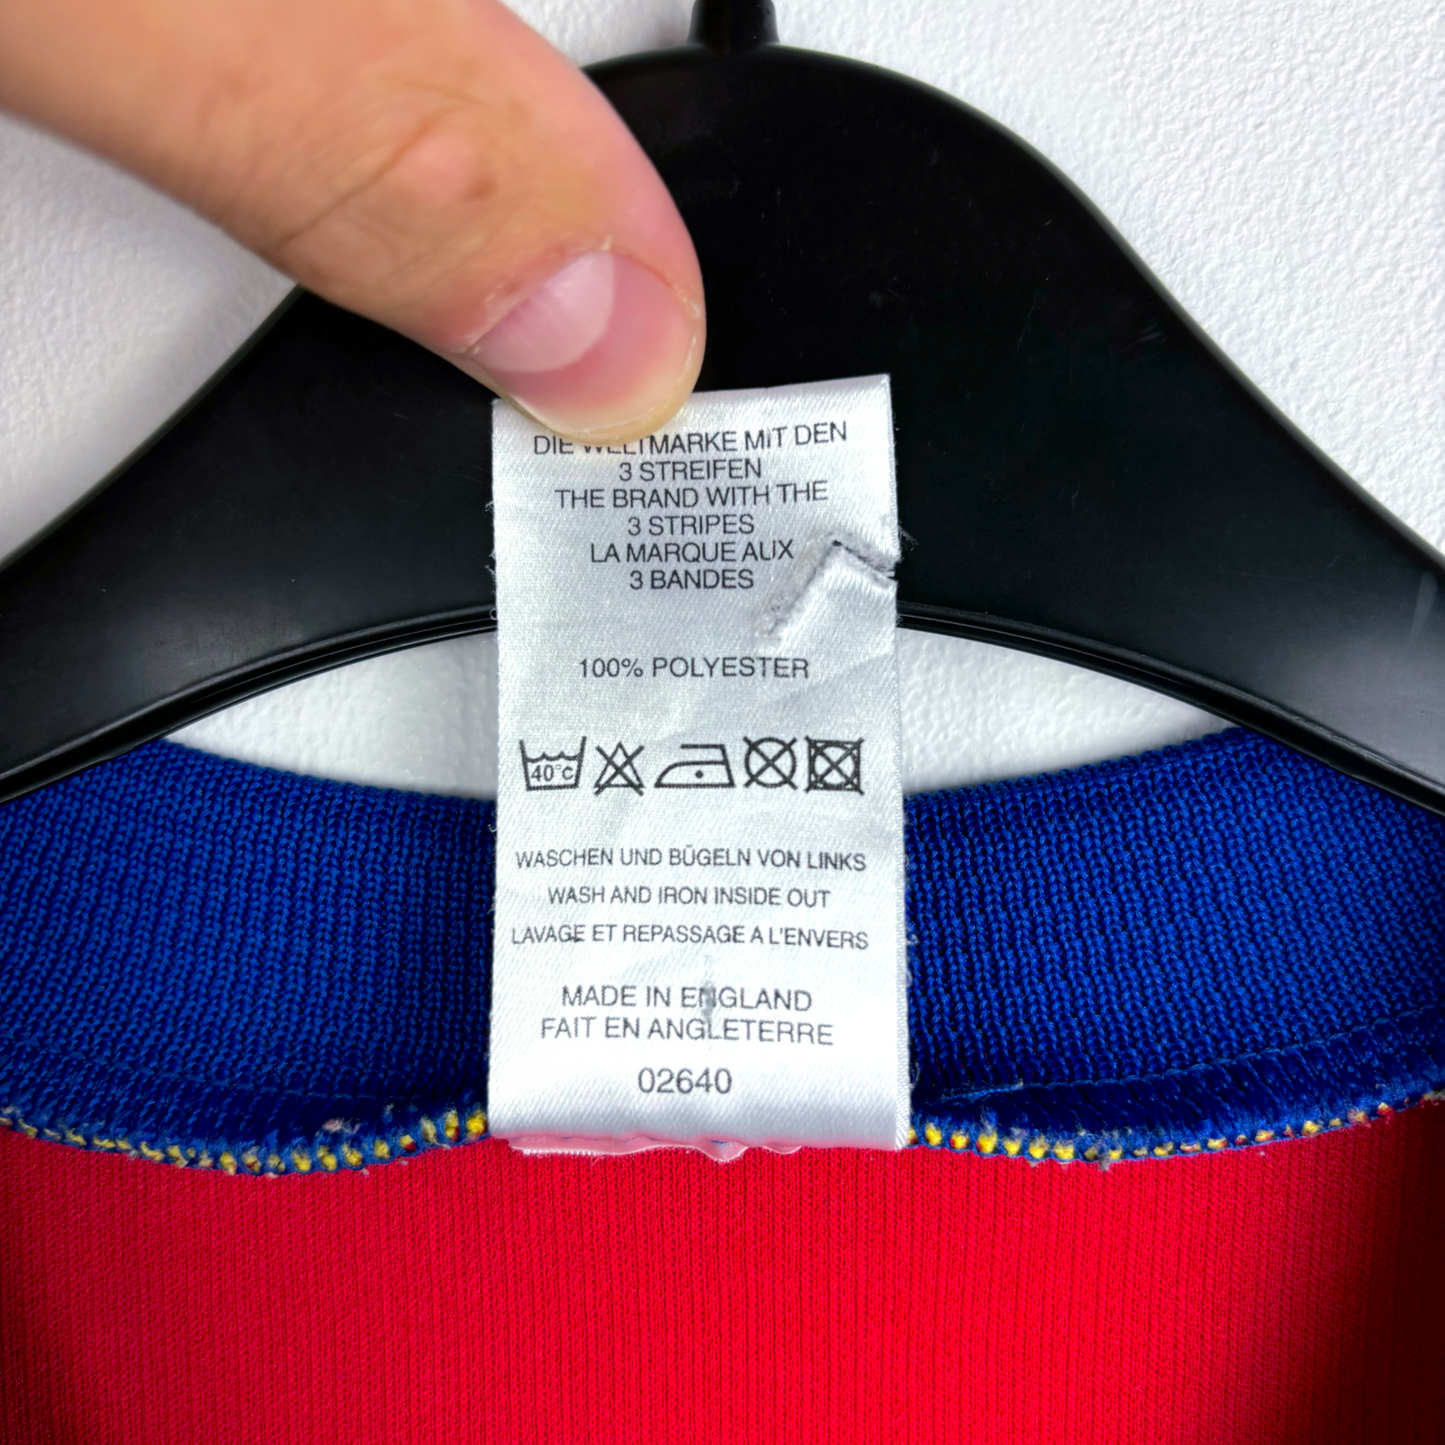 DIE WELTMARKE MIT DEN
3 STREIFEN
THE BRAND WITH THE
3 STRIPES
LA MARQUE AUX
3 BANDES
100% POLYESTER
40°C
WASCHEN UND BÜGELN VON LINKS
WASH AND IRON INSIDE OUT
LAVAGE ET REPASSAGE A L'ENVERS
MADE IN ENGLAND
FAIT EN ANGLETERRE
02640